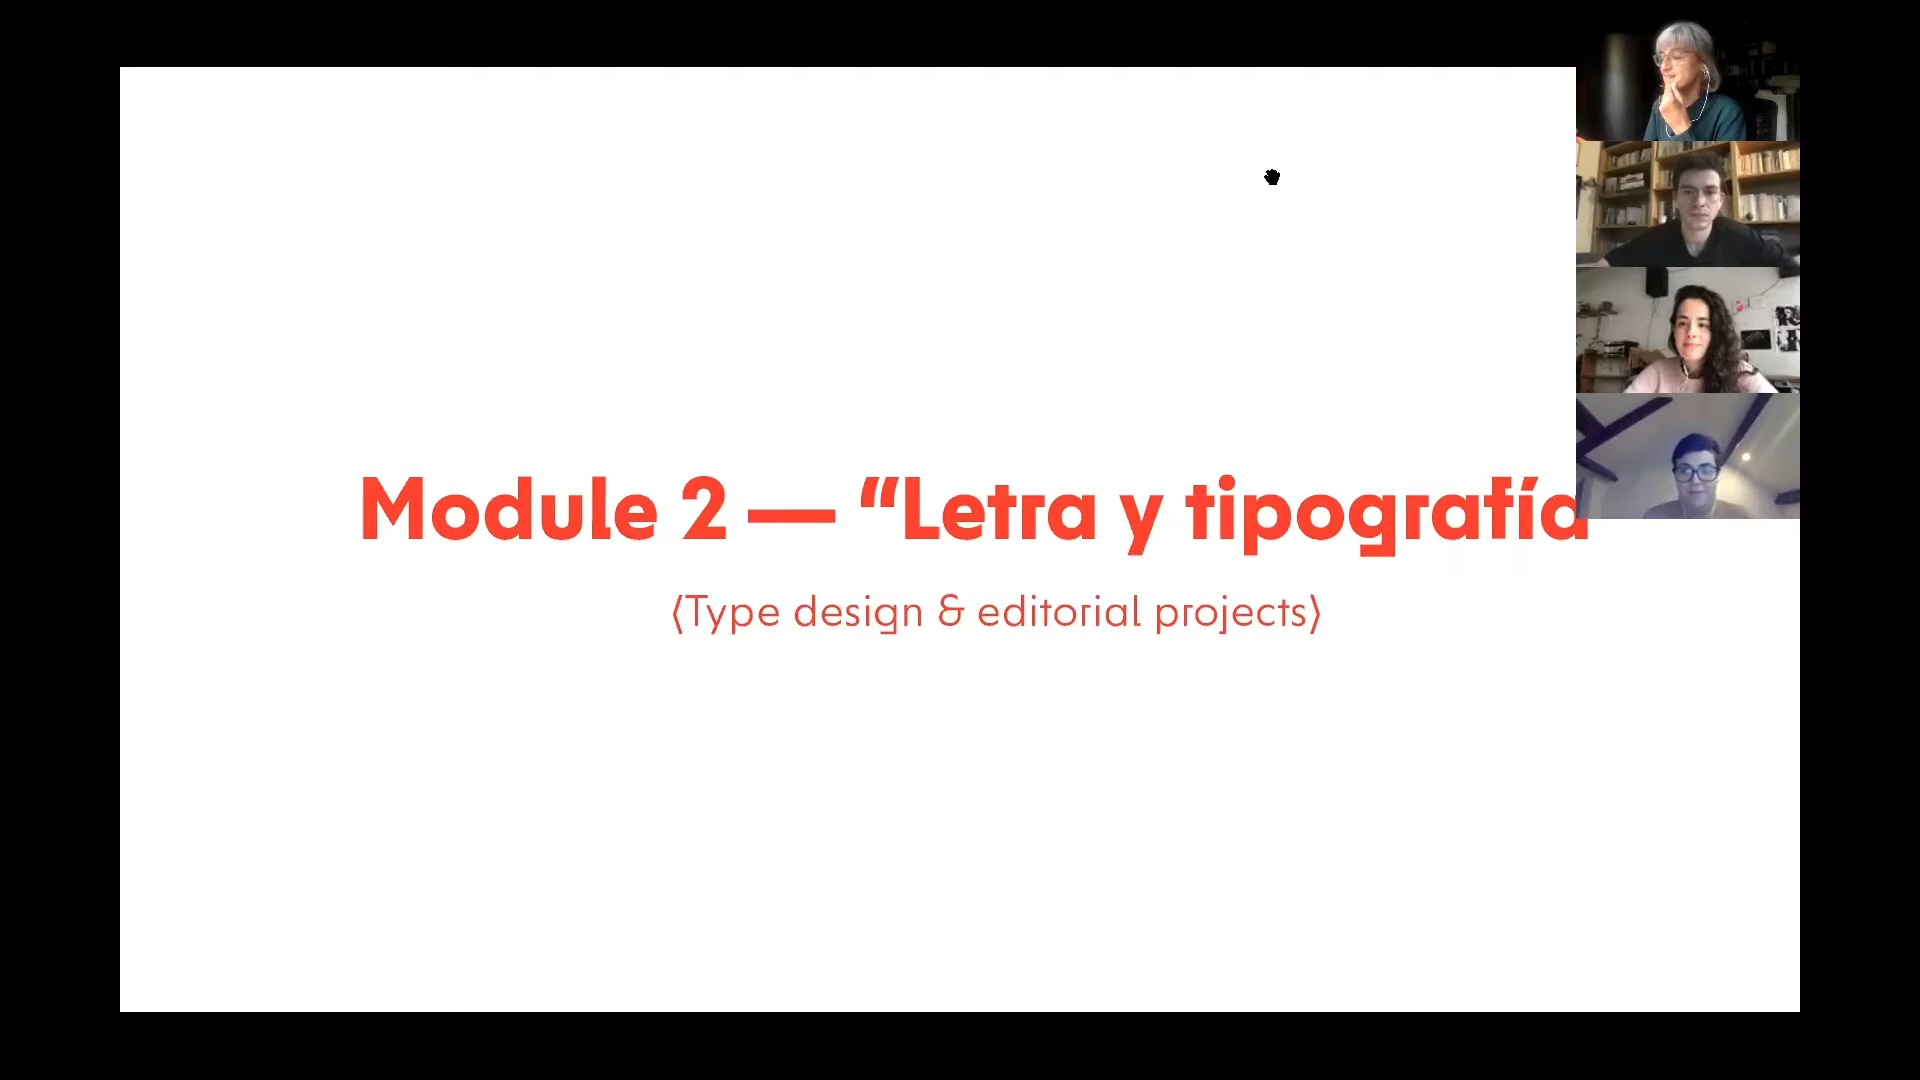 Module 2 — “Letra y tipografía
⟨Type design & editorial projects⟩